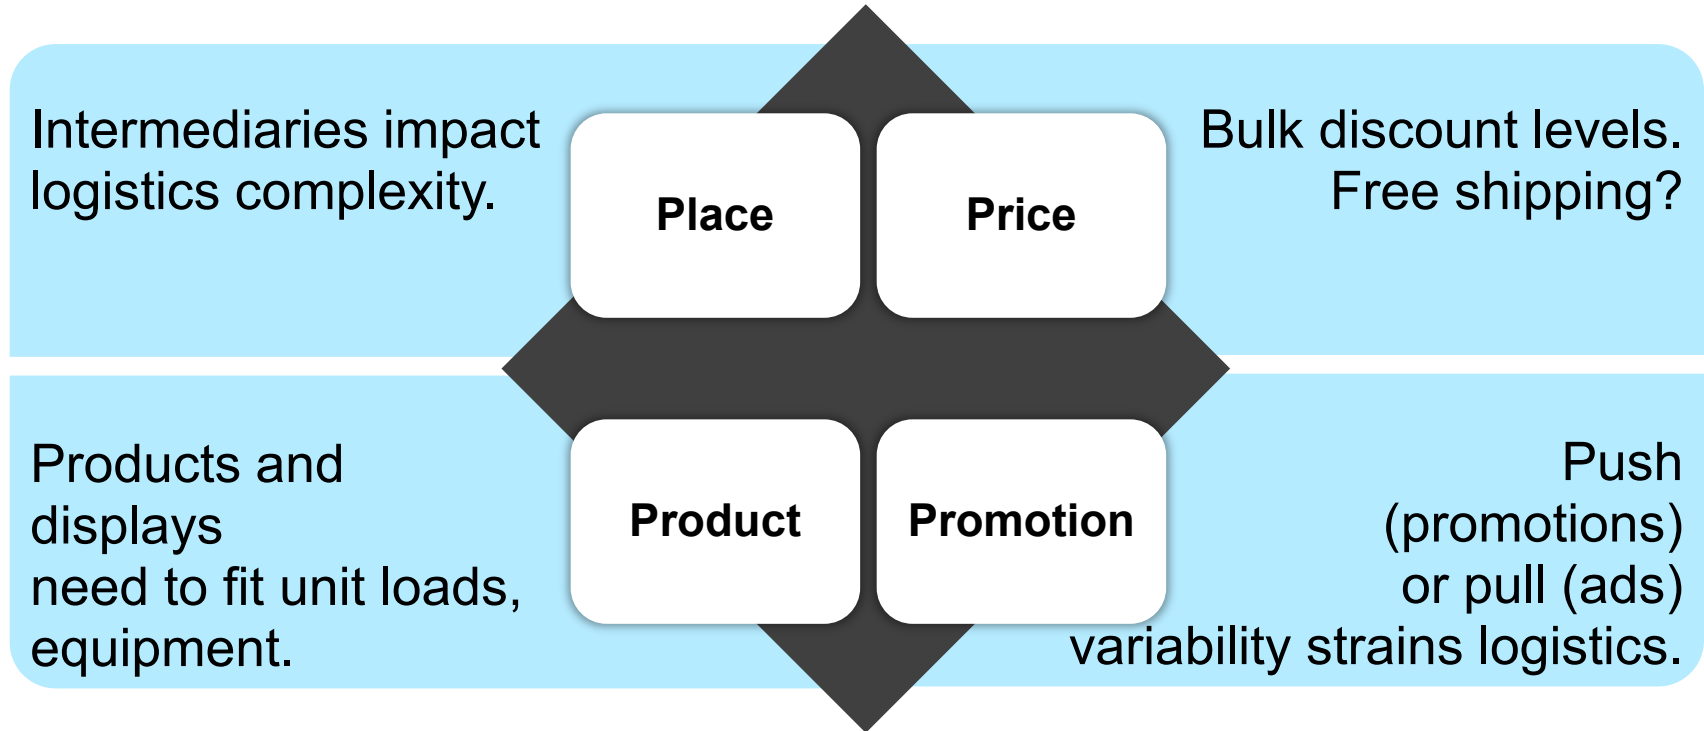 Intermediaries impact
logistics complexity.
Place
Price
Bulk discount levels.
Free shipping?
Products and
displays
need to fit unit loads,
equipment.
Product
Promotion
Push
(promotions)
or pull (ads)
variability strains logistics.